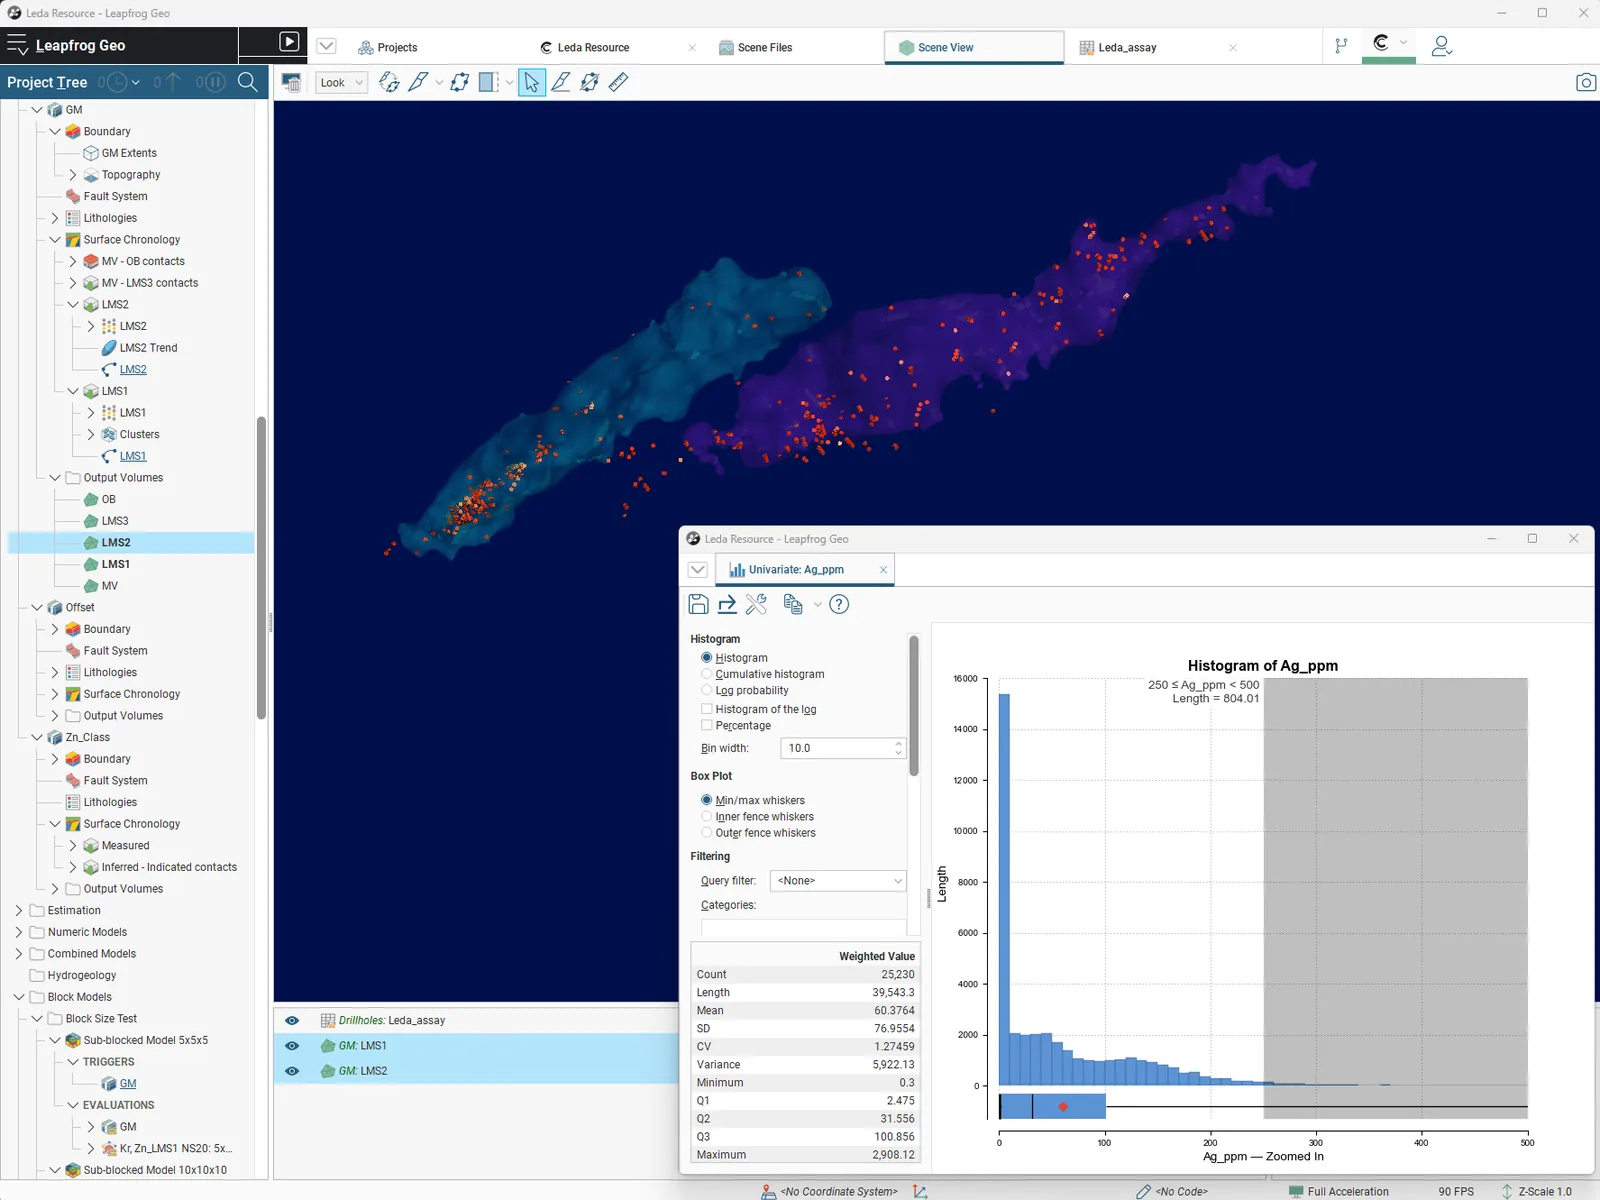 Leda Resource - Leapfrog Geo
Leapfrog Geo
Projects
Leda Resource
Scene Files
Scene View
Leda_assay
Project Tree
Look
GM
Boundary
GM Extents
Topography
Fault System
Lithologies
Surface Chronology
MV - OB contacts
MV - LMS3 contacts
LMS2
LMS2
LMS2 Trend
LMS2
LMS1
LMS1
Clusters
LMS1
Output Volumes
OB
LMS3
LMS2
LMS1
MV
Offset
Boundary
Fault System
Lithologies
Surface Chronology
Output Volumes
Zn_Class
Boundary
Fault System
Lithologies
Surface Chronology
Measured
Inferred - Indicated contacts
Output Volumes
Estimation
Numeric Models
Combined Models
Hydrogeology
Block Models
Block Size Test
Sub-blocked Model 5x5x5
TRIGGERS
GM
EVALUATIONS
GM
Kr, Zn_LMS1 NS20: 5x...
Sub-blocked Model 10x10x10
Drillholes: Leda_assay
GM: LMS1
GM: LMS2
Leda Resource - Leapfrog Geo
Univariate: Ag_ppm
Histogram
Histogram
Cumulative histogram
Log probability
Histogram of the log
Percentage
Bin width: 10.0
Box Plot
Min/max whiskers
Inner fence whiskers
Outer fence whiskers
Filtering
Query filter: <None>
Categories:
Weighted Value
Count 25,230
Length 39,543.3
Mean 60.3764
SD 76.9554
CV 1.27459
Variance 5,922.13
Minimum 0.3
Q1 2.475
Q2 31.556
Q3 100.856
Maximum 2,908.12
Histogram of Ag_ppm
250 ≤ Ag_ppm < 500
Length = 804.01
16000
14000
12000
10000
8000
6000
4000
2000
0
Length
0 100 200 300 400 500
Ag_ppm — Zoomed In
<No Coordinate System>
<No Code>
Full Acceleration
90 FPS
Z-Scale 1.0